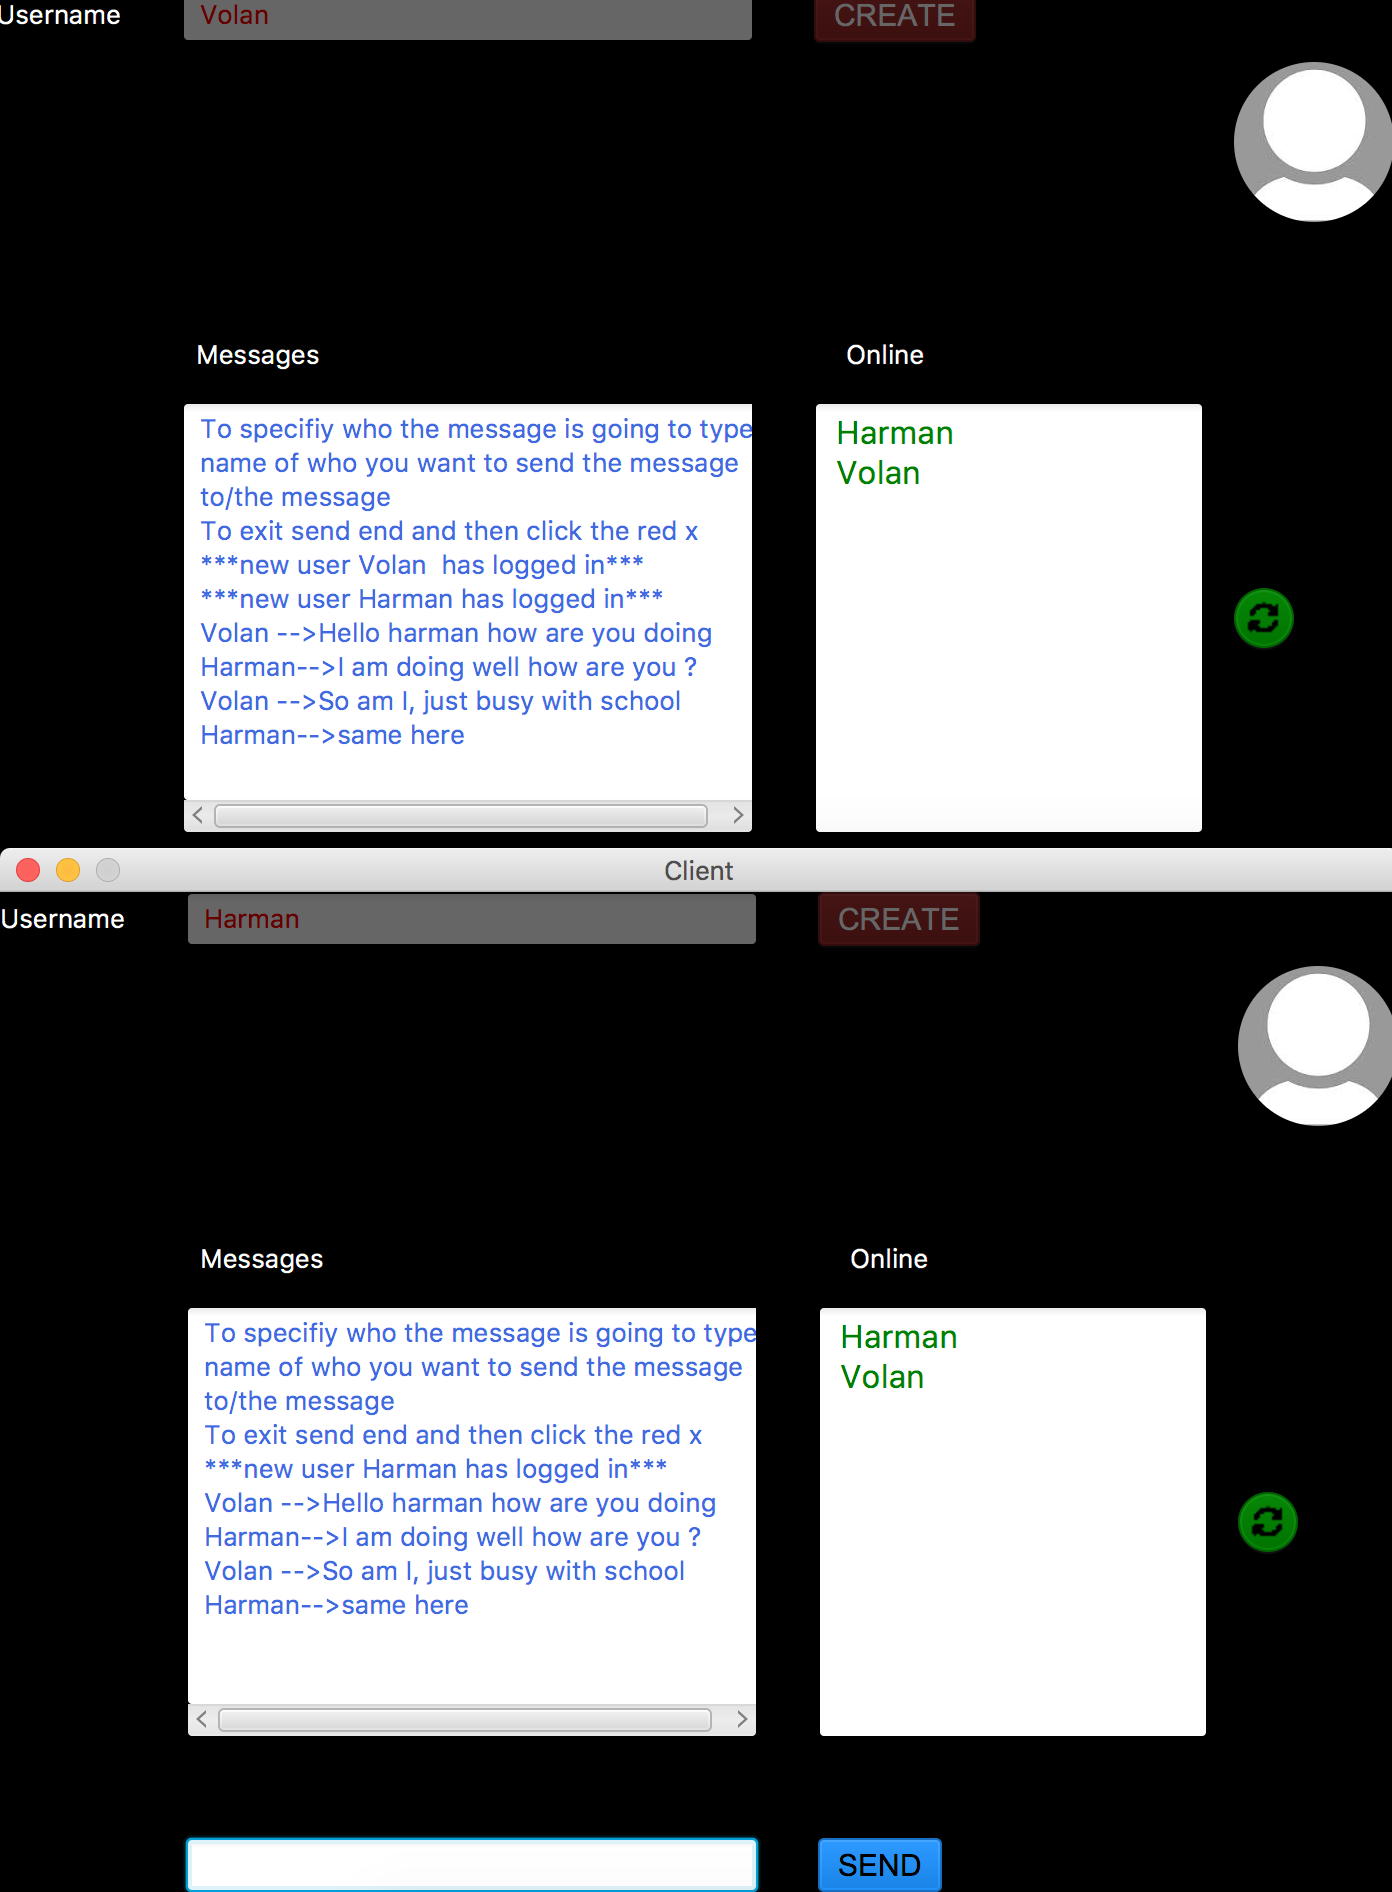 Username Volan CREATE
Messages Online
To specifiy who the message is going to type
name of who you want to send the message
to/the message
To exit send end and then click the red x
***new user Volan  has logged in***
***new user Harman has logged in***
Volan -->Hello harman how are you doing
Harman-->I am doing well how are you ?
Volan -->So am I, just busy with school
Harman-->same here
Harman
Volan
Client
Username Harman CREATE
Messages Online
To specifiy who the message is going to type
name of who you want to send the message
to/the message
To exit send end and then click the red x
***new user Harman has logged in***
Volan -->Hello harman how are you doing
Harman-->I am doing well how are you ?
Volan -->So am I, just busy with school
Harman-->same here
Harman
Volan
SEND